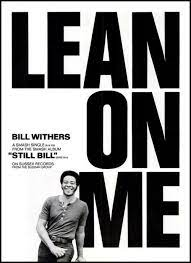 LEAN
ON
ME
BILL WITHERS
A SMASH SINGLE
FROM THE SMASH ALBUM
"STILL BILL"
ON SUSSEX RECORDS
FROM THE BUDDAH GROUP